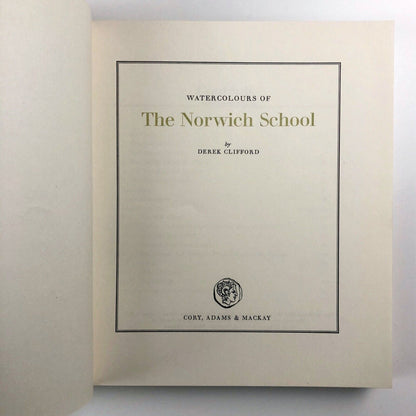 WATERCOLOURS OF
The Norwich School
by
DEREK CLIFFORD
CORY, ADAMS & MACKAY